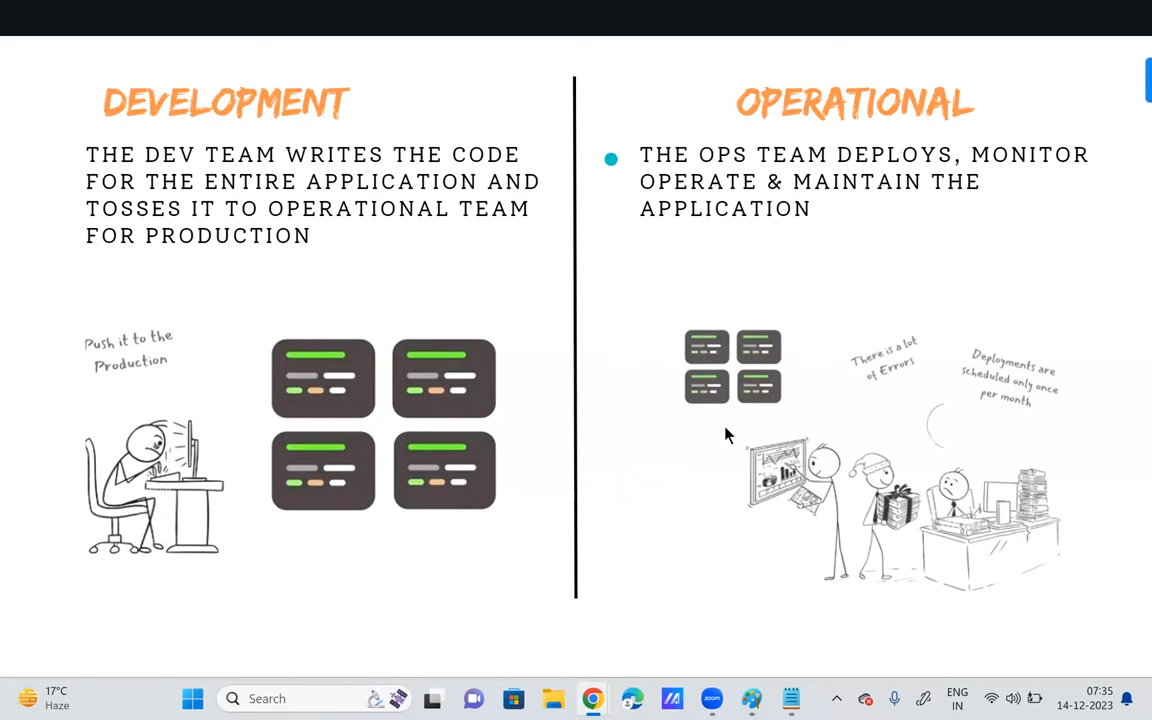 DEVELOPMENT
THE DEV TEAM WRITES THE CODE
FOR THE ENTIRE APPLICATION AND
TOSSES IT TO OPERATIONAL TEAM
FOR PRODUCTION
Push it to the
Production
OPERATIONAL
THE OPS TEAM DEPLOYS, MONITOR
OPERATE & MAINTAIN THE
APPLICATION
There is a lot
of Errors
Deployments are
scheduled only once
per month
17°C
Haze
Search
zoom
ENG
IN
07:35
14-12-2023